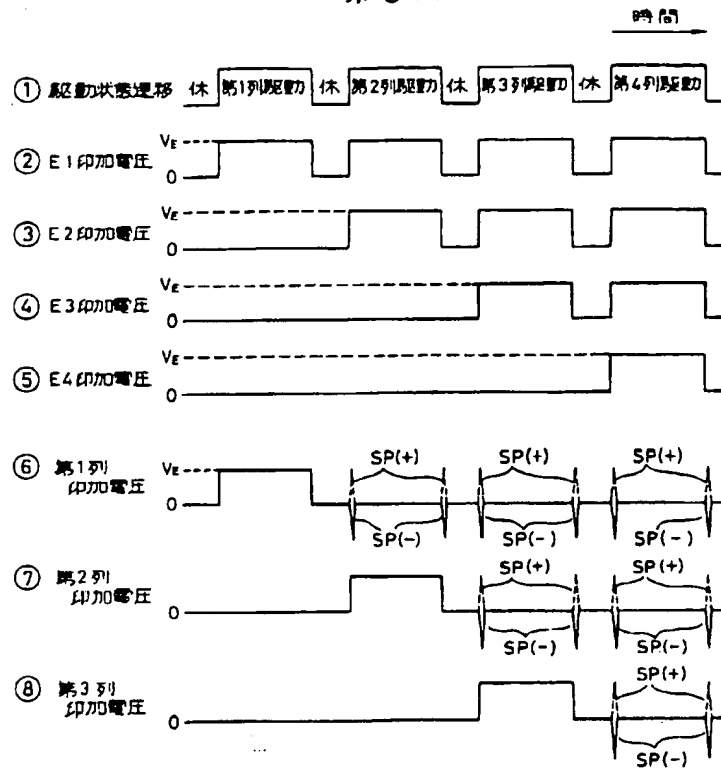 時間
① 駆動状態遷移 休 第1列駆動 休 第2列駆動 休 第3列駆動 休 第4列駆動
② E1印加電圧 VE 0
③ E2印加電圧 VE 0
④ E3印加電圧 VE 0
⑤ E4印加電圧 VE 0
⑥ 第1列 印加電圧 VE 0
SP(+) SP(+) SP(+)
SP(-) SP(-) SP(-)
⑦ 第2列 印加電圧 0
SP(+) SP(+)
SP(-) SP(-)
⑧ 第3列 印加電圧 0
SP(+)
SP(-)